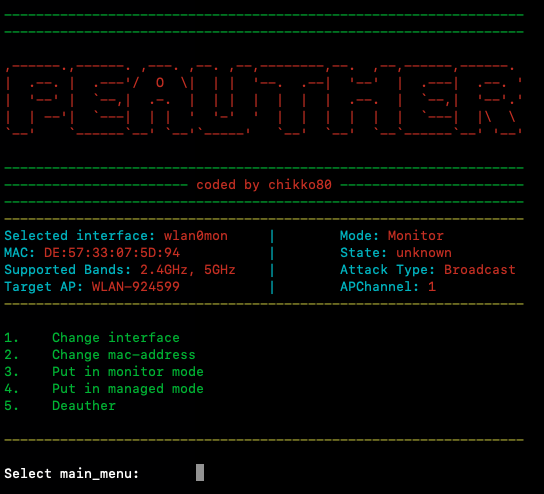 PEAUTHER
coded by chikko80
Selected interface: wlan0mon | Mode: Monitor
MAC: DE:57:33:07:5D:94 | State: unknown
Supported Bands: 2.4GHz, 5GHz | Attack Type: Broadcast
Target AP: WLAN-924599 | APChannel: 1
1. Change interface
2. Change mac-address
3. Put in monitor mode
4. Put in managed mode
5. Deauther
Select main_menu: